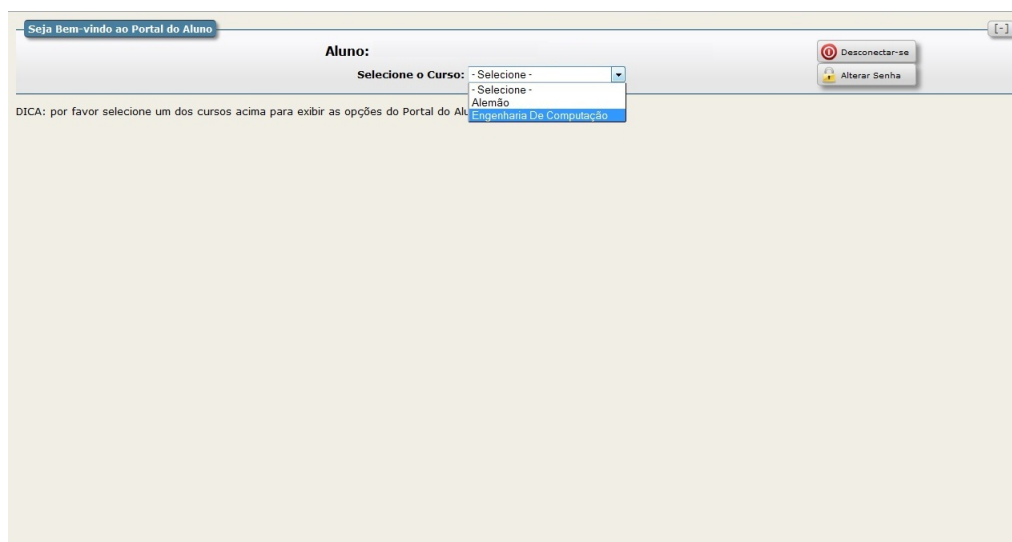 Seja Bem-vindo ao Portal do Aluno
[-]
Aluno:
Desconectar-se
Selecione o Curso: - Selecione -
Alterar Senha
- Selecione -
Alemão
Engenharia De Computação
DICA: por favor selecione um dos cursos acima para exibir as opções do Portal do